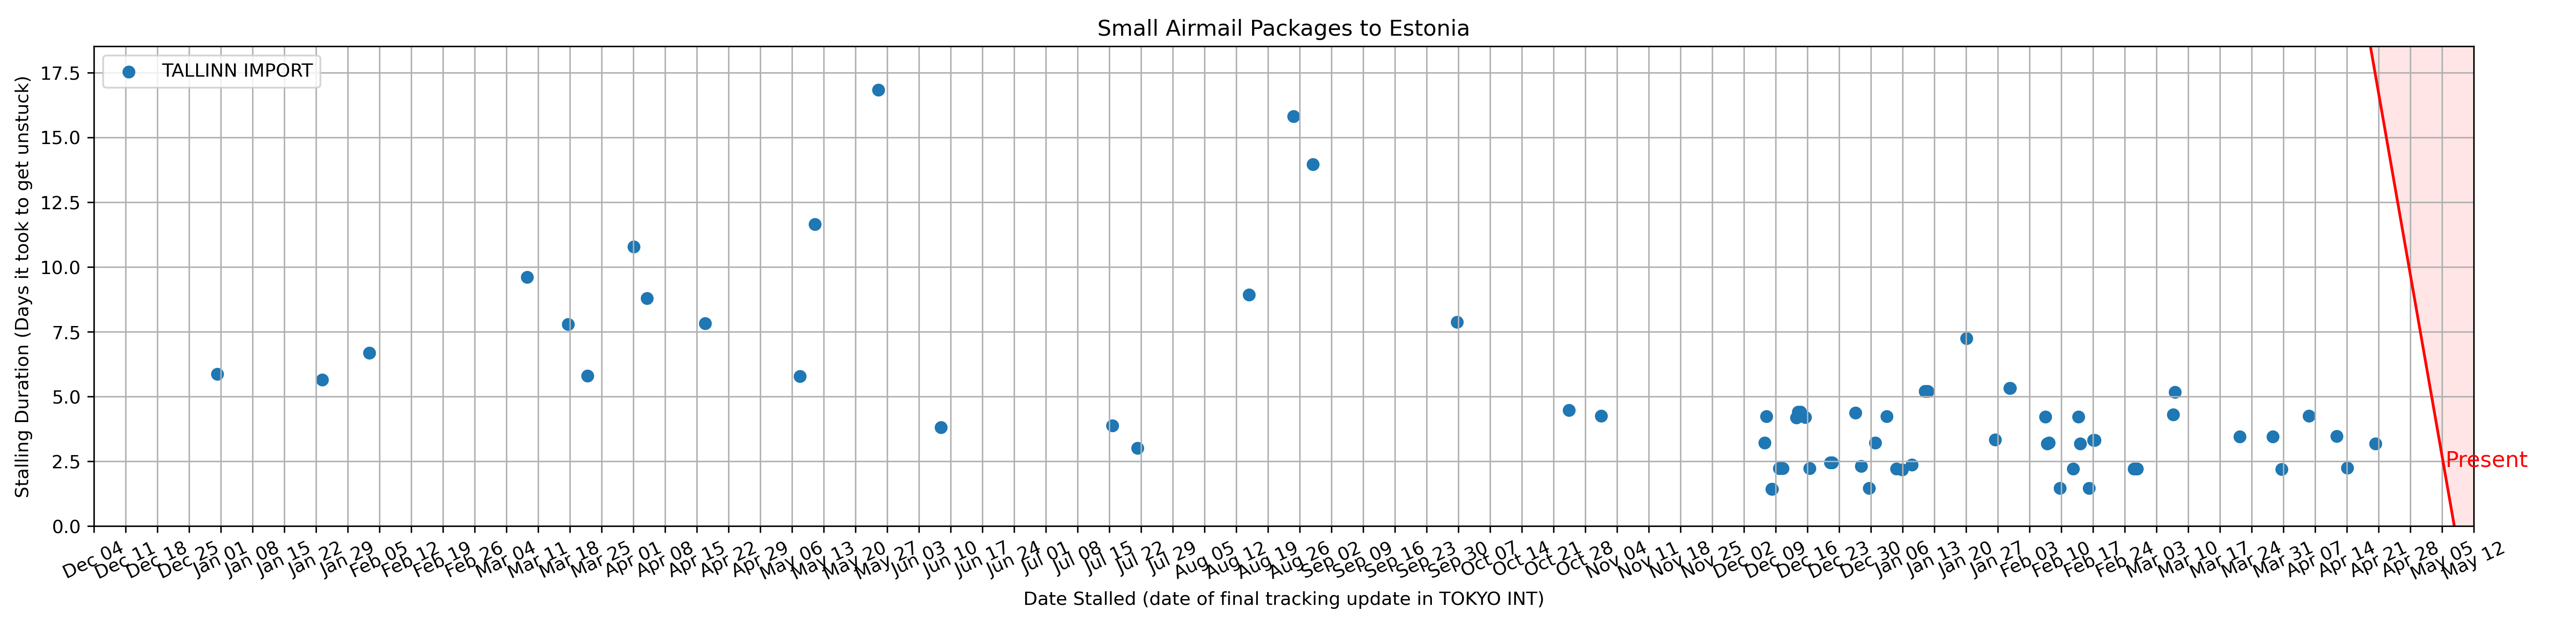 Small Airmail Packages to Estonia
TALLINN IMPORT
Stalling Duration (Days it took to get unstuck)
17.5
15.0
12.5
10.0
7.5
5.0
2.5
0.0
Present
Dec 04
Dec 11
Dec 18
Dec 25
Jan 01
Jan 08
Jan 15
Jan 22
Jan 29
Feb 05
Feb 12
Feb 19
Feb 26
Mar 04
Mar 11
Mar 18
Mar 25
Apr 01
Apr 08
Apr 15
Apr 22
Apr 29
May 06
May 13
May 20
May 27
Jun 03
Jun 10
Jun 17
Jun 24
Jul 01
Jul 08
Jul 15
Jul 22
Jul 29
Aug 05
Aug 12
Aug 19
Aug 26
Sep 02
Sep 09
Sep 16
Sep 23
Sep 30
Oct 07
Oct 14
Oct 21
Oct 28
Nov 04
Nov 11
Nov 18
Nov 25
Dec 02
Dec 09
Dec 16
Dec 23
Dec 30
Jan 06
Jan 13
Jan 20
Jan 27
Feb 03
Feb 10
Feb 17
Feb 24
Mar 03
Mar 10
Mar 17
Mar 24
Mar 31
Apr 07
Apr 14
Apr 21
Apr 28
May 05
May 12
Date Stalled (date of final tracking update in TOKYO INT)